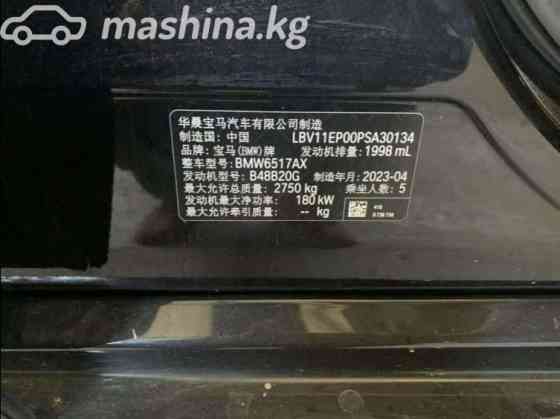 mashina.kg
华晨宝马汽车有限公司制造
制造国: 中国 LBV11EP00PSA30134
品牌: 宝马(BMW)牌 发动机排量: 1998 mL
整车型号: BMW6517AX
发动机型号: B48B20G 制造年月: 2023-04
最大允许总质量: 2750 kg 乘坐人数: 5
发动机最大净功率: 180 kW
最大允许牵引质量: -- kg